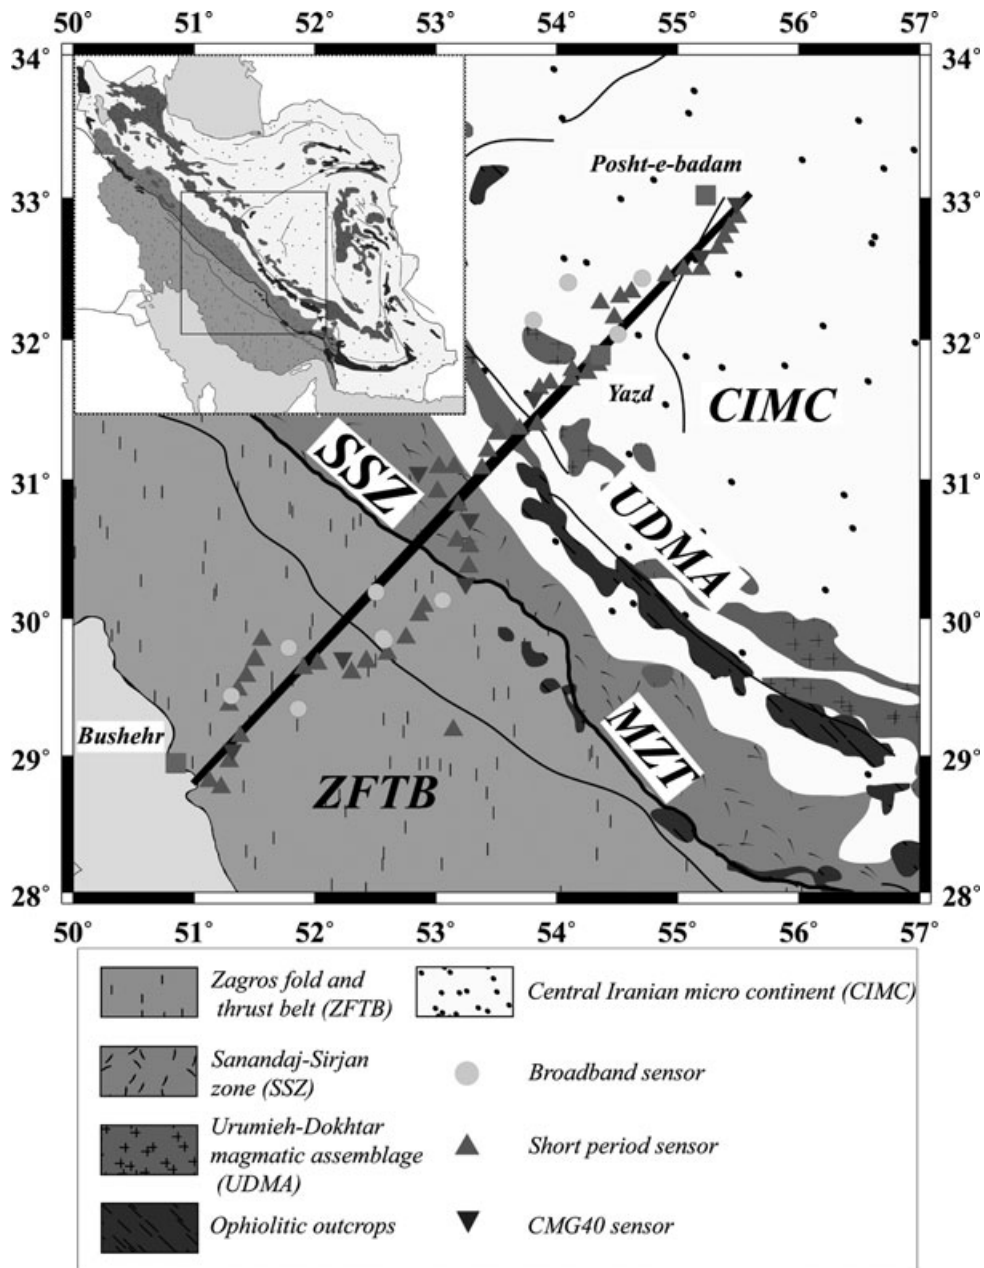 50° 51° 52° 53° 54° 55° 56° 57°
34° 34°
Posht-e-badam
33° 33°
32° 32°
Yazd
CIMC
SSZ
31° 31°
UDMA
30° 30°
Bushehr
MZT
29° 29°
ZFTB
28° 28°
50° 51° 52° 53° 54° 55° 56° 57°
Zagros fold and
thrust belt (ZFTB)
Central Iranian micro continent (CIMC)
Sanandaj-Sirjan
zone (SSZ)
Broadband sensor
Urumieh-Dokhtar
magmatic assemblage
(UDMA)
Short period sensor
Ophiolitic outcrops
CMG40 sensor